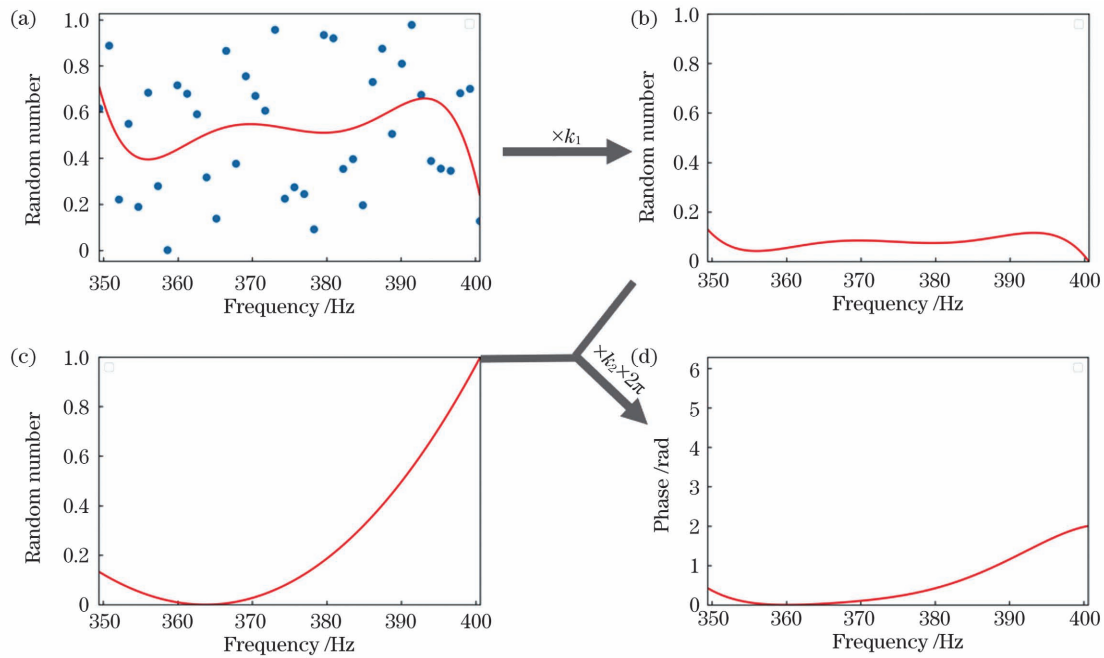 (a)
Random number
1.0
0.8
0.6
0.4
0.2
0
350 360 370 380 390 400
Frequency /Hz
×k₁
(b)
Random number
1.0
0.8
0.6
0.4
0.2
0
350 360 370 380 390 400
Frequency /Hz
(c)
Random number
1.0
0.8
0.6
0.4
0.2
0
350 360 370 380 390 400
Frequency /Hz
×k₂×2π
(d)
Phase /rad
6
5
4
3
2
1
0
350 360 370 380 390 400
Frequency /Hz